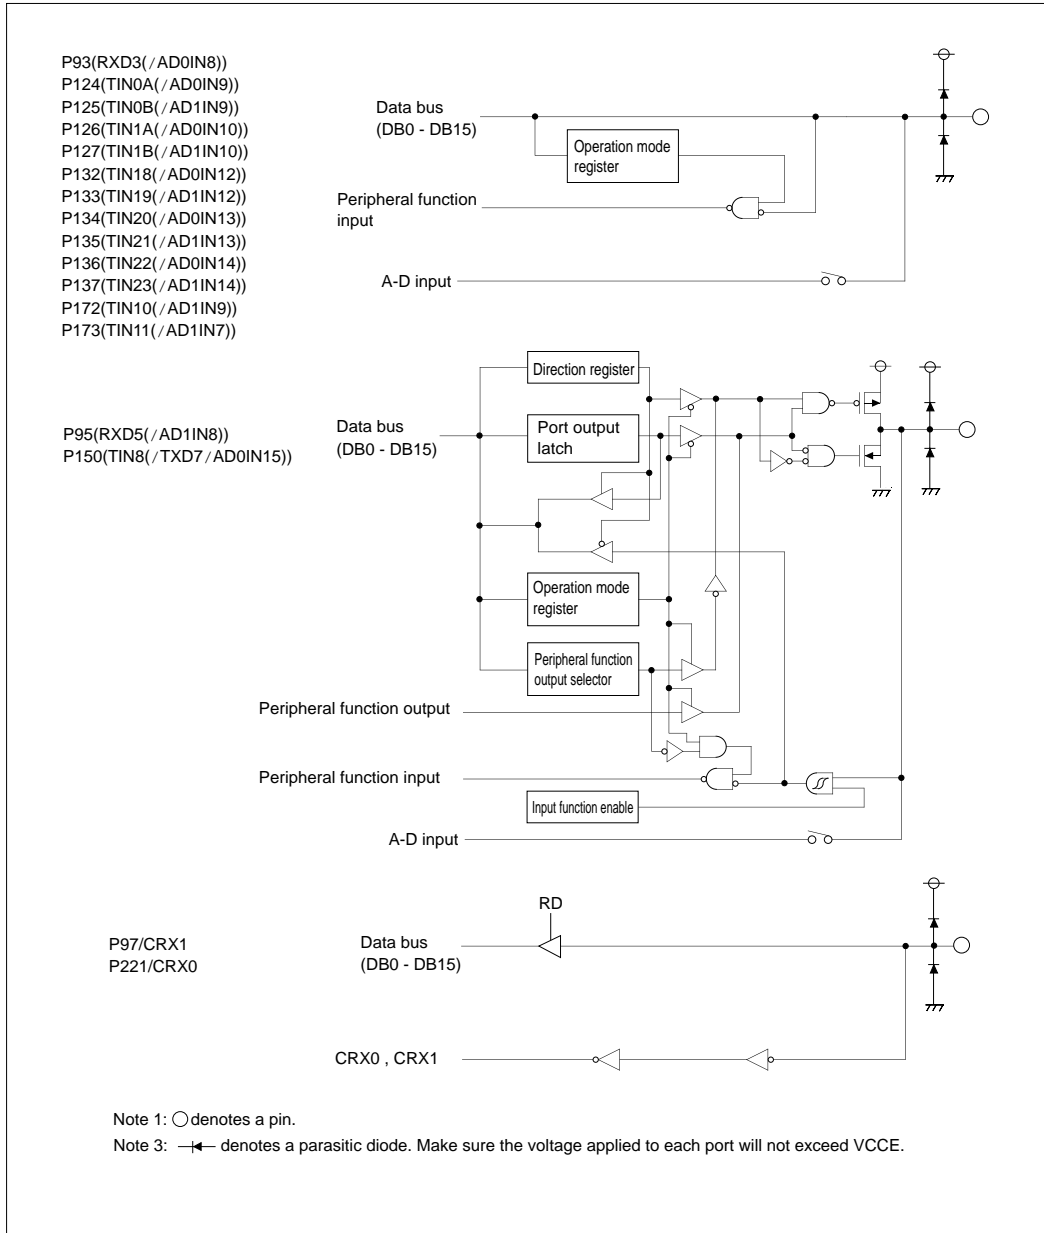 P93(RXD3(/AD0IN8))
P124(TIN0A(/AD0IN9))
P125(TIN0B(/AD1IN9))
P126(TIN1A(/AD0IN10))
P127(TIN1B(/AD1IN10))
P132(TIN18(/AD0IN12))
P133(TIN19(/AD1IN12))
P134(TIN20(/AD0IN13))
P135(TIN21(/AD1IN13))
P136(TIN22(/AD0IN14))
P137(TIN23(/AD1IN14))
P172(TIN10(/AD1IN9))
P173(TIN11(/AD1IN7))
Data bus
(DB0 - DB15)
Operation mode
register
Peripheral function
input
A-D input
P95(RXD5(/AD1IN8))
P150(TIN8(/TXD7/AD0IN15))
Data bus
(DB0 - DB15)
Direction register
Port output
latch
Operation mode
register
Peripheral function
output selector
Peripheral function output
Peripheral function input
Input function enable
A-D input
P97/CRX1
P221/CRX0
RD
Data bus
(DB0 - DB15)
CRX0 , CRX1
Note 1: denotes a pin.
Note 3: denotes a parasitic diode. Make sure the voltage applied to each port will not exceed VCCE.